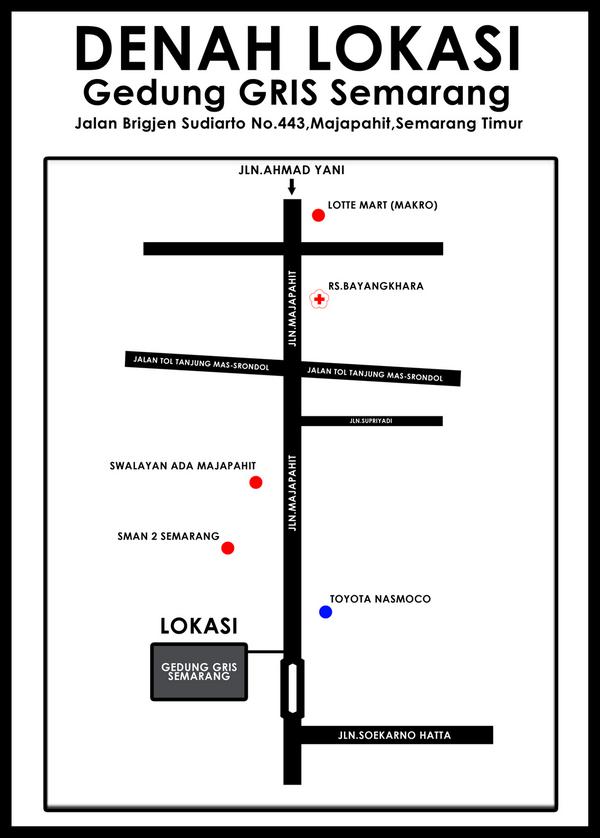 DENAH LOKASI
Gedung GRIS Semarang
Jalan Brigjen Sudiarto No.443,Majapahit,Semarang Timur
JLN.AHMAD YANI
LOTTE MART (MAKRO)
JLN.MAJAPAHIT
RS.BAYANGKHARA
JALAN TOL TANJUNG MAS-SRONDOL
JALAN TOL TANJUNG MAS-SRONDOL
JLN.SUPRIYADI
SWALAYAN ADA MAJAPAHIT
JLN.MAJAPAHIT
SMAN 2 SEMARANG
TOYOTA NASMOCO
LOKASI
GEDUNG GRIS
SEMARANG
JLN.SOEKARNO HATTA